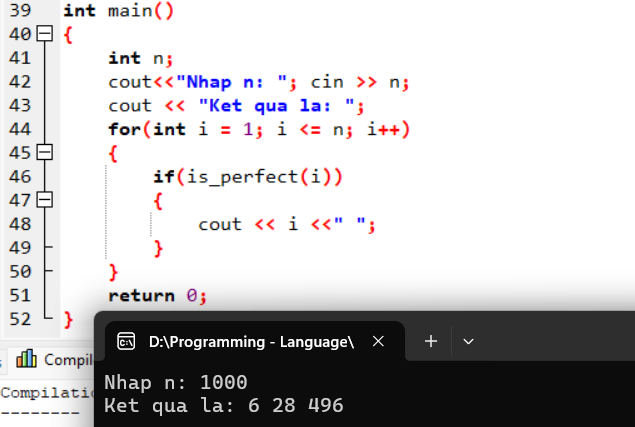 39 int main()
40 {
41 int n;
42 cout<<"Nhap n: "; cin >> n;
43 cout << "Ket qua la: ";
44 for(int i = 1; i <= n; i++)
45 {
46 if(is_perfect(i))
47 {
48 cout << i <<" ";
49 }
50 }
51 return 0;
52 }
D:\Programming - Language\
Compil
Compilatio
--------
Nhap n: 1000
Ket qua la: 6 28 496